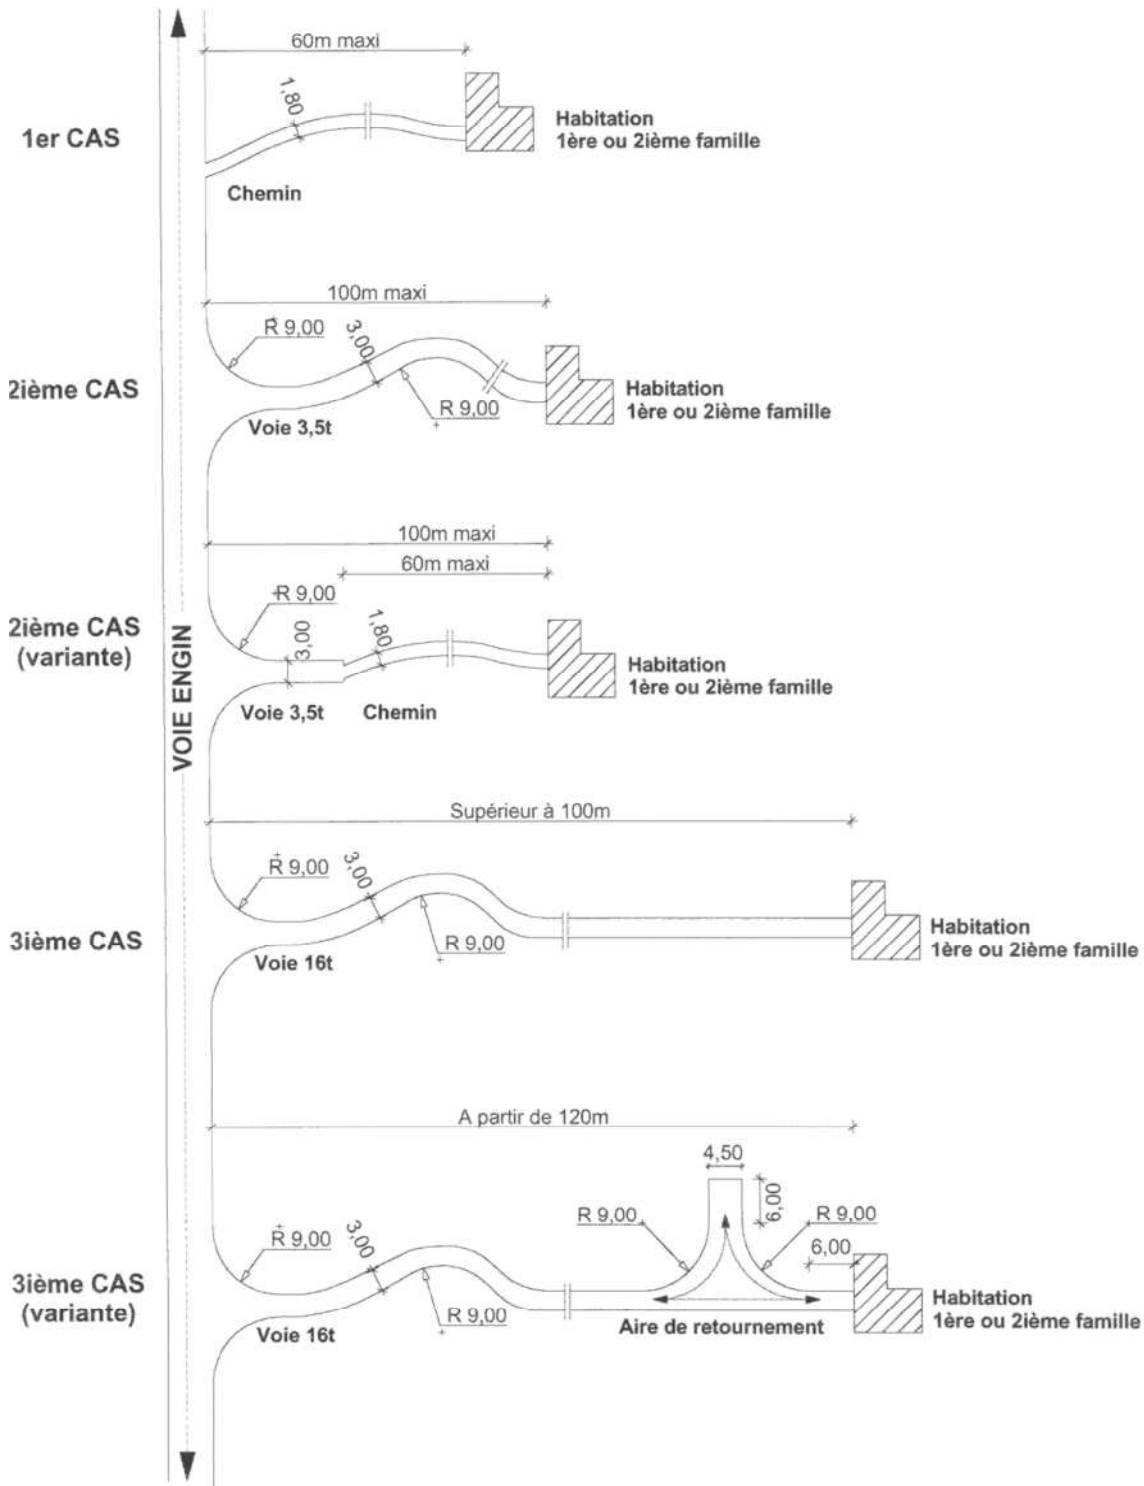 60m maxi
1,80
1er CAS
Habitation
1ère ou 2ième famille
Chemin
100m maxi
R 9,00
3,00
2ième CAS
Habitation
1ère ou 2ième famille
R 9,00
Voie 3,5t
100m maxi
60m maxi
R 9,00
2ième CAS
(variante)
3,00
1,80
Habitation
1ère ou 2ième famille
Voie 3,5t
Chemin
VOIE ENGIN
Supérieur à 100m
R 9,00
3,00
3ième CAS
R 9,00
Habitation
1ère ou 2ième famille
Voie 16t
A partir de 120m
4,50
6,00
R 9,00
R 9,00
R 9,00
3,00
6,00
3ième CAS
(variante)
R 9,00
Aire de retournement
Habitation
1ère ou 2ième famille
Voie 16t